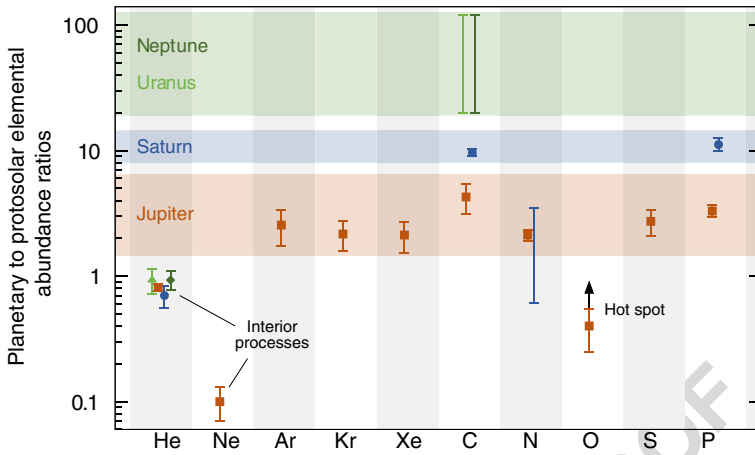 Planetary to protosolar elemental
abundance ratios
100
10
1
0.1
Neptune
Uranus
Saturn
Jupiter
Interior
processes
Hot spot
He Ne Ar Kr Xe C N O S P